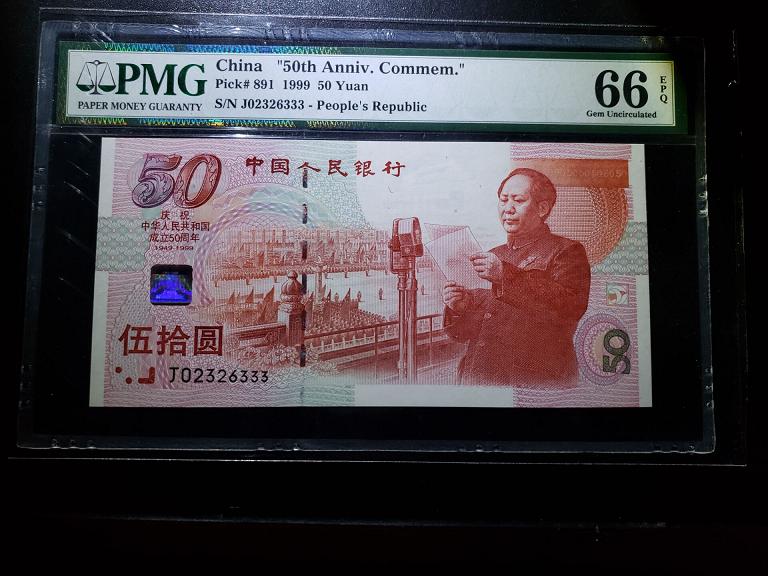 PMG
PAPER MONEY GUARANTY
China "50th Anniv. Commem."
Pick# 891 1999 50 Yuan
S/N J02326333 - People's Republic
66
EPQ
Gem Uncirculated
50
中国人民银行
庆祝
中华人民共和国
成立50周年
1949-1999
伍拾圆
J02326333
50